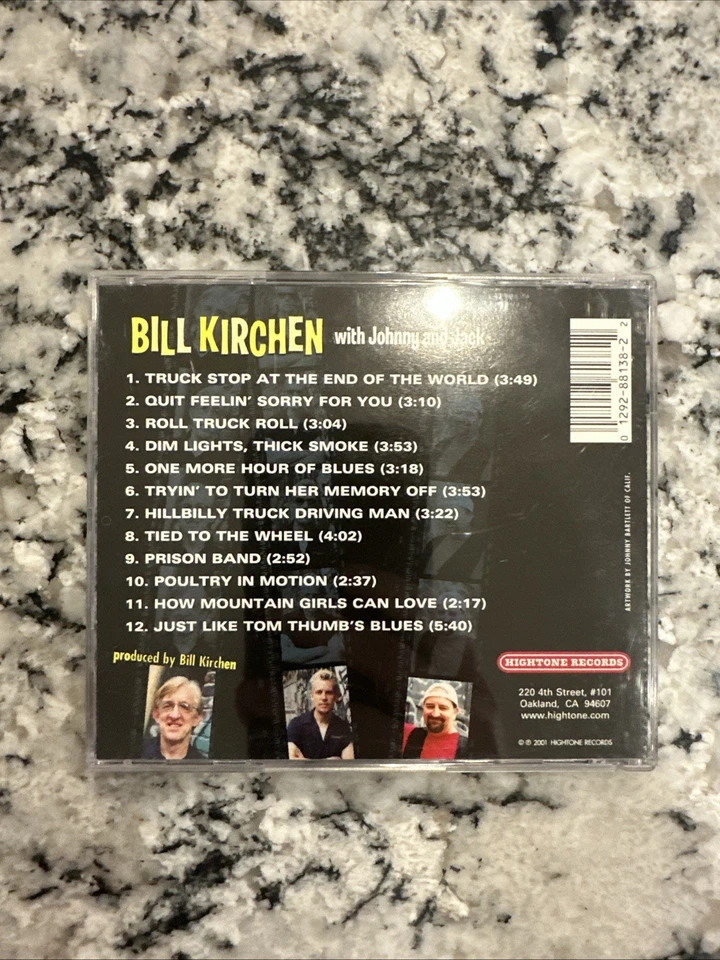 BILL KIRCHEN with Johnny and Jack
1. TRUCK STOP AT THE END OF THE WORLD (3:49)
2. QUIT FEELIN' SORRY FOR YOU (3:10)
3. ROLL TRUCK ROLL (3:04)
4. DIM LIGHTS, THICK SMOKE (3:53)
5. ONE MORE HOUR OF BLUES (3:18)
6. TRYIN' TO TURN HER MEMORY OFF (3:53)
7. HILLBILLY TRUCK DRIVING MAN (3:22)
8. TIED TO THE WHEEL (4:02)
9. PRISON BAND (2:52)
10. POULTRY IN MOTION (2:37)
11. HOW MOUNTAIN GIRLS CAN LOVE (2:17)
12. JUST LIKE TOM THUMB'S BLUES (5:40)
0 1292-88138-2 2
ARTWORK BY JOHNNY BARTLETT OF CALIF.
produced by Bill Kirchen
HIGHTONE RECORDS
220 4th Street, #101
Oakland, CA 94607
www.hightone.com
© ℗ 2001 HIGHTONE RECORDS